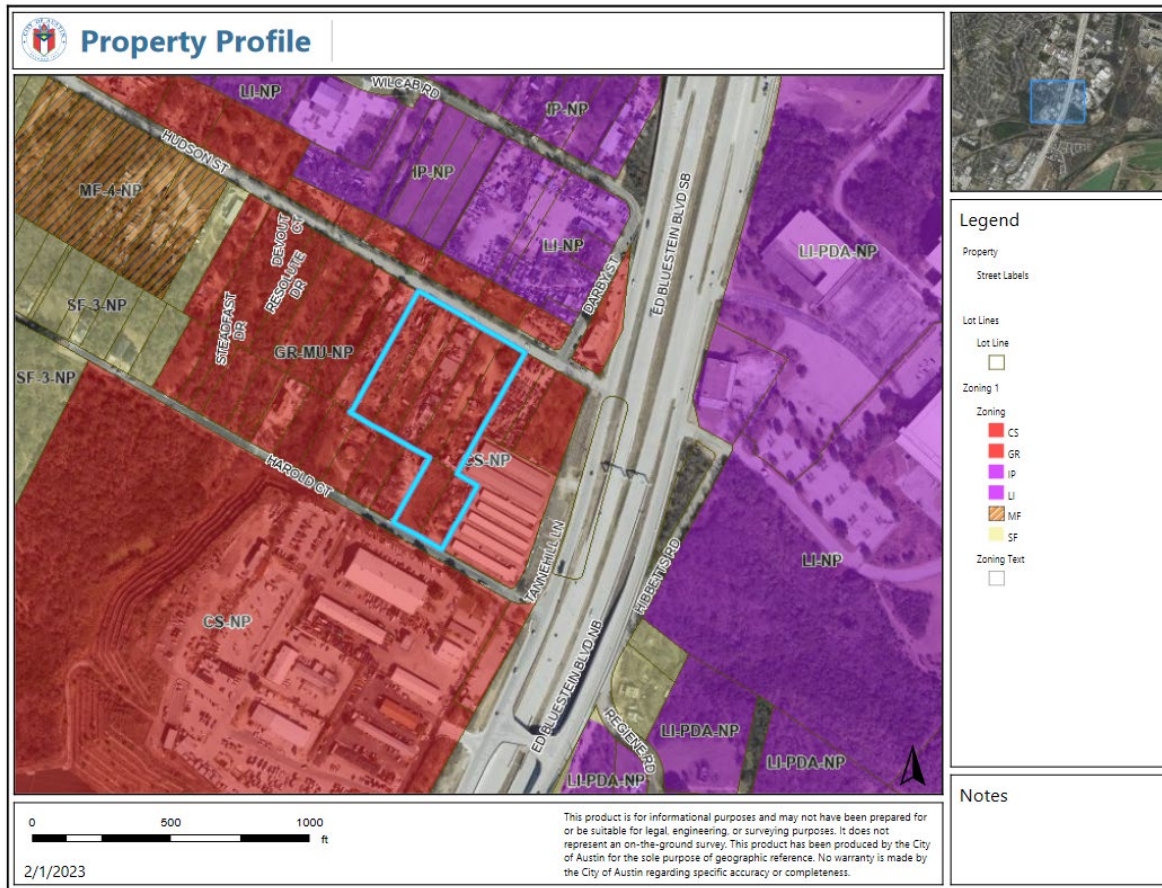 Property Profile
WILCAB RD
LI-NP
IP-NP
HUDSON ST
IP-NP
MF-4-NP
LI-NP
DEVOUT CV
RESOLUTE DR
DARBY ST
ED BLUESTEIN BLVD SB
LI-PDA-NP
SF-3-NP
STEADFAST DR
GR-MU-NP
SF-3-NP
HAROLD CT
CS-NP
TANNEHILL LN
HIBBETTS RD
LI-NP
CS-NP
ED BLUESTEIN BLVD NB
REGIENE RD
LI-PDA-NP
LI-PDA-NP
LI-PDA-NP
Legend
Property
Street Labels
Lot Lines
Lot Line
Zoning 1
Zoning
CS
GR
IP
LI
MF
SF
Zoning Text
Notes
0 500 1000
ft
2/1/2023
This product is for informational purposes and may not have been prepared for
or be suitable for legal, engineering, or surveying purposes. It does not
represent an on-the-ground survey. This product has been produced by the City
of Austin for the sole purpose of geographic reference. No warranty is made by
the City of Austin regarding specific accuracy or completeness.